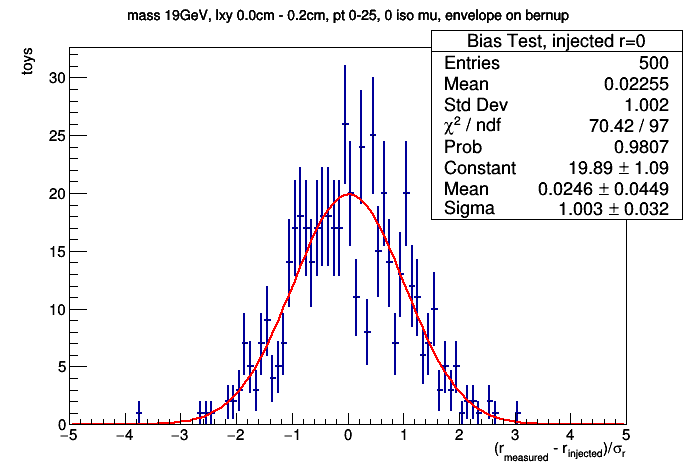 mass 19GeV, lxy 0.0cm - 0.2cm, pt 0-25, 0 iso mu, envelope on bernup
Bias Test, injected r=0
Entries 500
Mean 0.02255
Std Dev 1.002
χ² / ndf 70.42 / 97
Prob 0.9807
Constant 19.89 ± 1.09
Mean 0.0246 ± 0.0449
Sigma 1.003 ± 0.032
toys
30
25
20
15
10
5
0
−5 −4 −3 −2 −1 0 1 2 3 4 5
(r_measured - r_injected)/σ_r